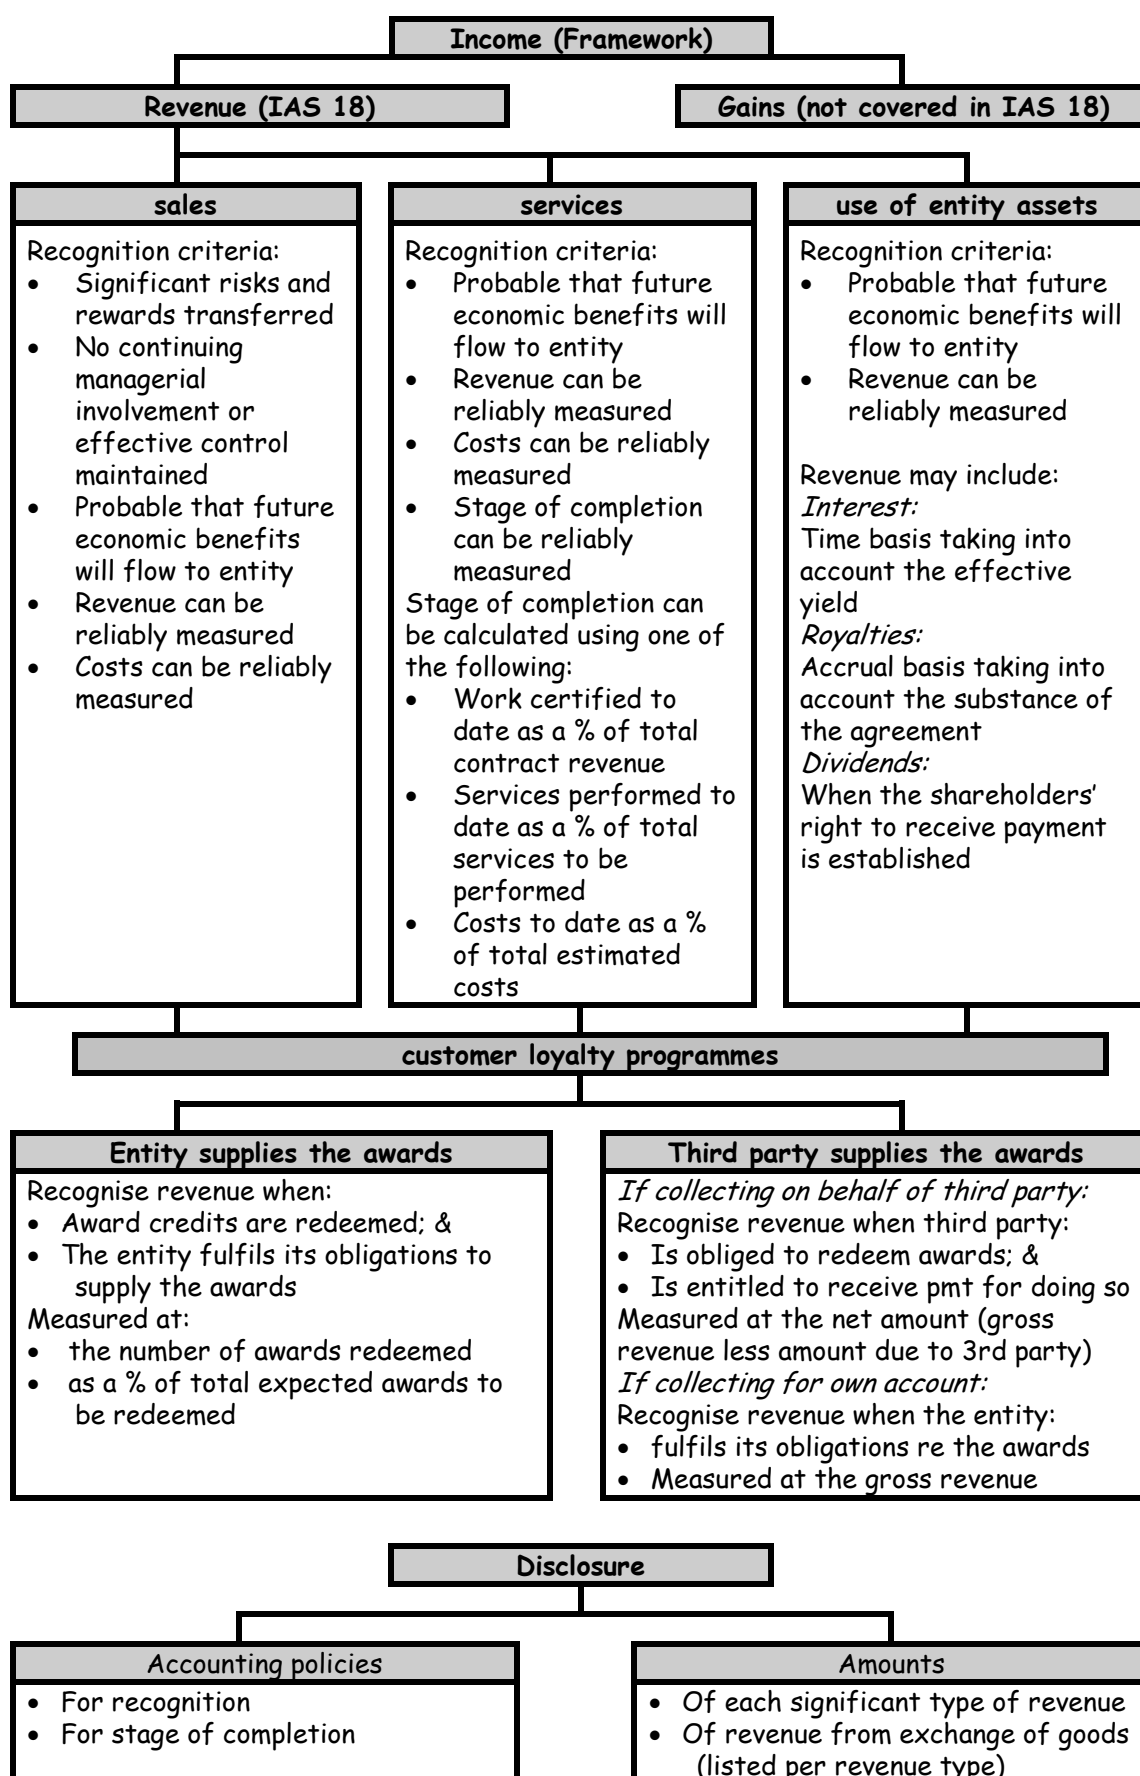 Income (Framework)
Revenue (IAS 18)
Gains (not covered in IAS 18)
sales
Recognition criteria:
• Significant risks and
rewards transferred
• No continuing
managerial
involvement or
effective control
maintained
• Probable that future
economic benefits
will flow to entity
• Revenue can be
reliably measured
• Costs can be reliably
measured
services
Recognition criteria:
• Probable that future
economic benefits will
flow to entity
• Revenue can be
reliably measured
• Costs can be reliably
measured
• Stage of completion
can be reliably
measured
Stage of completion can
be calculated using one of
the following:
• Work certified to
date as a % of total
contract revenue
• Services performed to
date as a % of total
services to be
performed
• Costs to date as a %
of total estimated
costs
use of entity assets
Recognition criteria:
• Probable that future
economic benefits will
flow to entity
• Revenue can be
reliably measured
Revenue may include:
Interest:
Time basis taking into
account the effective
yield
Royalties:
Accrual basis taking into
account the substance of
the agreement
Dividends:
When the shareholders’
right to receive payment
is established
customer loyalty programmes
Entity supplies the awards
Recognise revenue when:
• Award credits are redeemed; &
• The entity fulfils its obligations to
supply the awards
Measured at:
• the number of awards redeemed
• as a % of total expected awards to
be redeemed
Third party supplies the awards
If collecting on behalf of third party:
Recognise revenue when third party:
• Is obliged to redeem awards; &
• Is entitled to receive pmt for doing so
Measured at the net amount (gross
revenue less amount due to 3rd party)
If collecting for own account:
Recognise revenue when the entity:
• fulfils its obligations re the awards
• Measured at the gross revenue
Disclosure
Accounting policies
• For recognition
• For stage of completion
Amounts
• Of each significant type of revenue
• Of revenue from exchange of goods
(listed per revenue type)